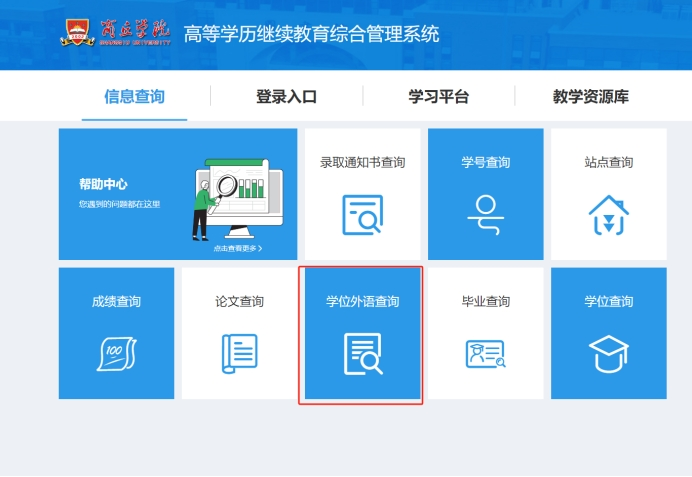 商丘学院
SHANGQIU UNIVERSITY
高等学历继续教育综合管理系统
信息查询
登录入口
学习平台
教学资源库
帮助中心
您遇到的问题都在这里
点击查看更多 >
录取通知书查询
学号查询
站点查询
成绩查询
100
论文查询
学位外语查询
毕业查询
学位查询